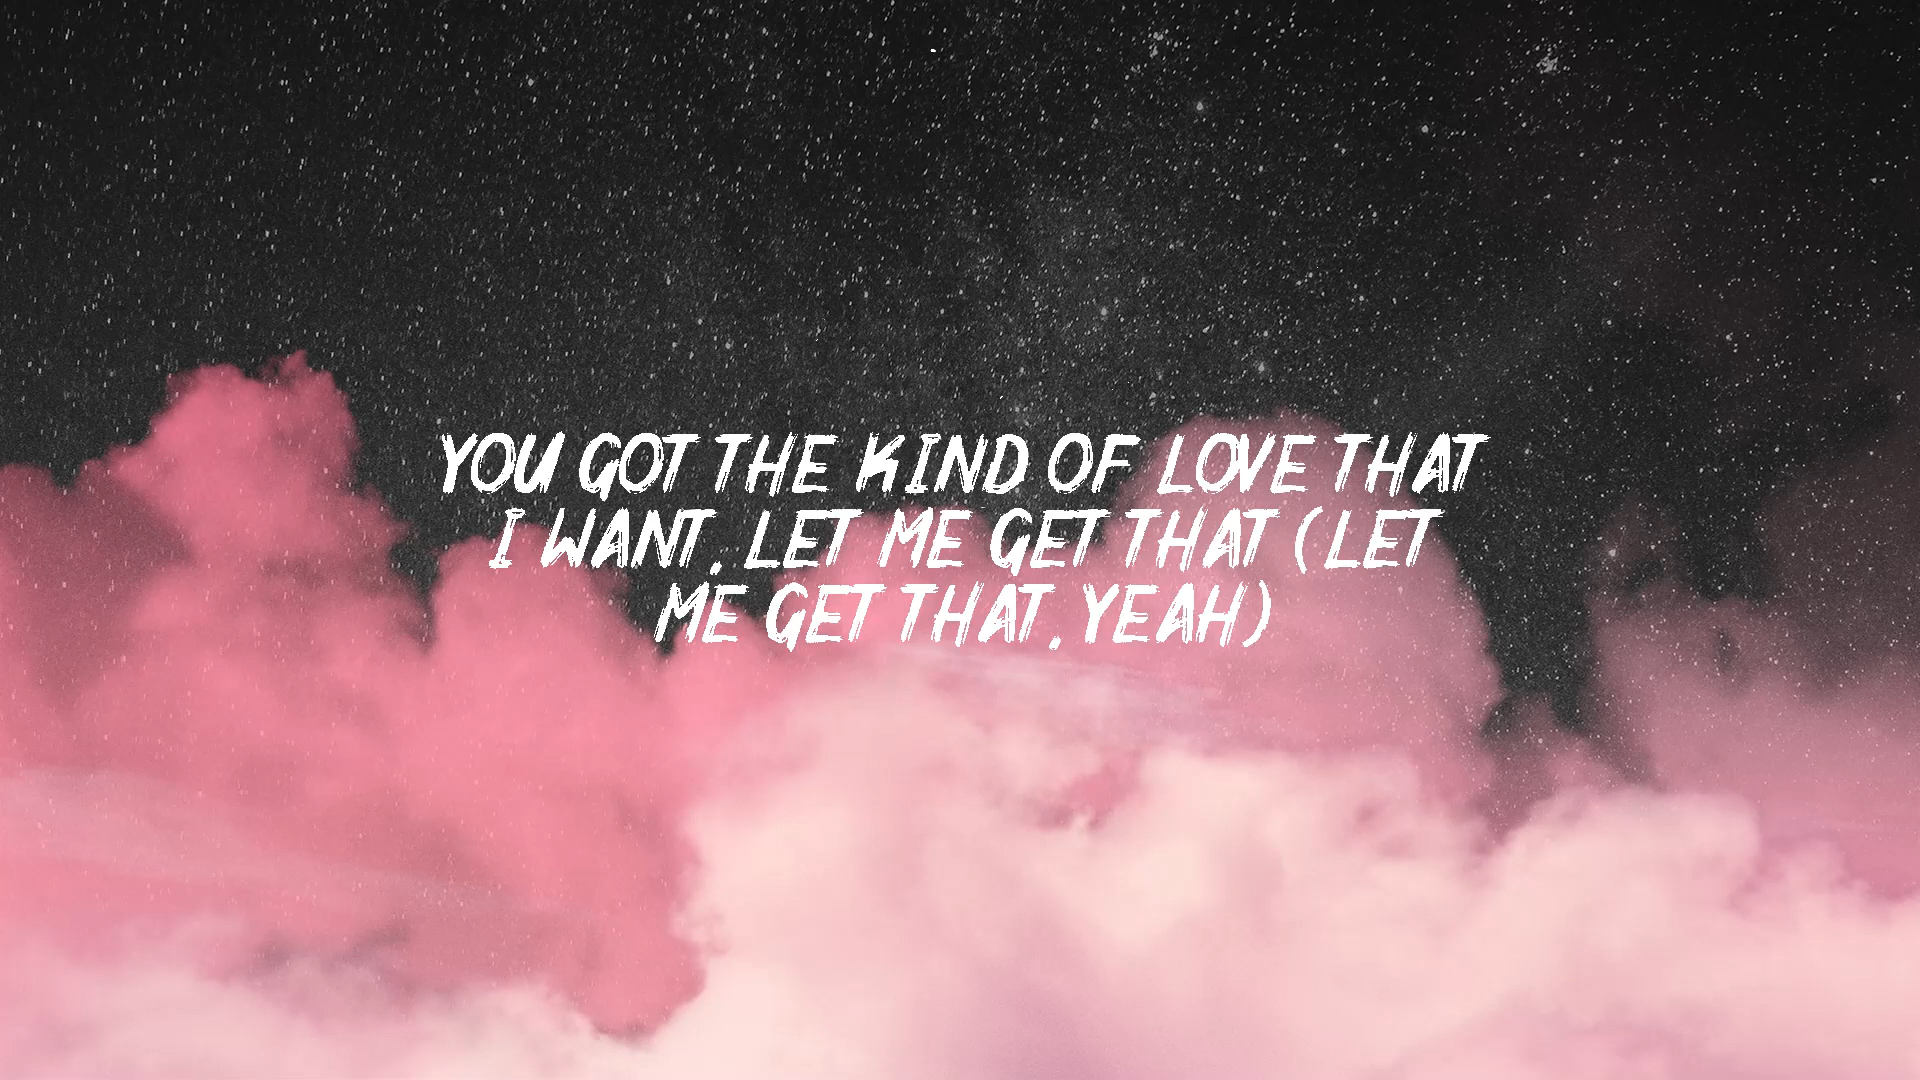 YOU GOT THE KIND OF LOVE THAT
I WANT, LET ME GET THAT (LET
ME GET THAT, YEAH)